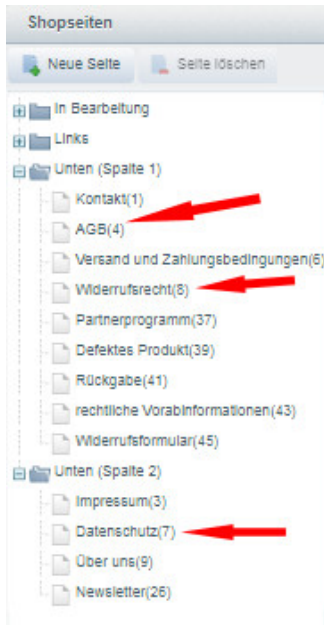 Shopseiten
Neue Seite Seite löschen
In Bearbeitung
Links
Unten (Spalte 1)
Kontakt(1)
AGB(4)
Versand und Zahlungsbedingungen(6)
Widerrufsrecht(8)
Partnerprogramm(37)
Defektes Produkt(39)
Rückgabe(41)
rechtliche Vorabinformationen(43)
Widerrufsformular(45)
Unten (Spalte 2)
Impressum(3)
Datenschutz(7)
Über uns(9)
Newsletter(26)